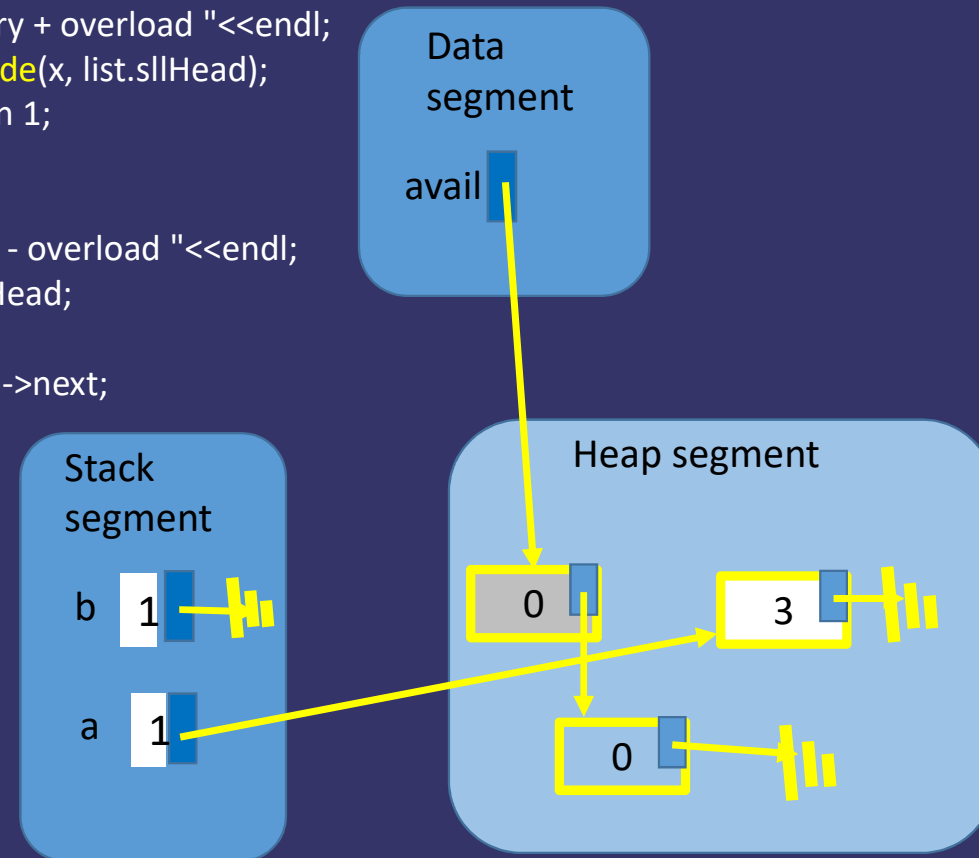 ry + overload "<<endl;
de(x, list.sllHead);
n 1;
- overload "<<endl;
Head;
->next;
Data
segment
avail
Stack
segment
b 1
a 1
Heap segment
0
3
0